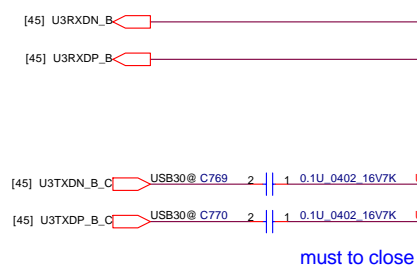 [45] U3RXDN_B
[45] U3RXDP_B
[45] U3TXDN_B_C USB30@ C769 2 1 0.1U_0402_16V7K
[45] U3TXDP_B_C USB30@ C770 2 1 0.1U_0402_16V7K
must to close